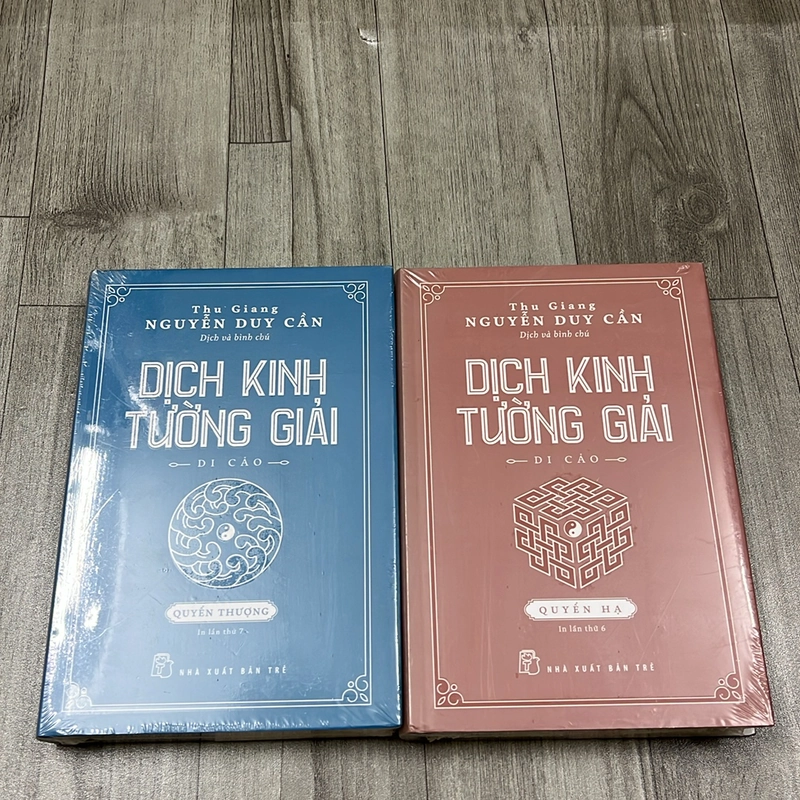 Thu Giang
NGUYỄN DUY CẦN
Dịch và bình chú
DỊCH KINH
TƯỜNG GIẢI
DI CẢO
QUYỂN THƯỢNG
In lần thứ 7
NHÀ XUẤT BẢN TRẺ
Thu Giang
NGUYỄN DUY CẦN
Dịch và bình chú
DỊCH KINH
TƯỜNG GIẢI
DI CẢO
QUYỂN HẠ
In lần thứ 6
NHÀ XUẤT BẢN TRẺ